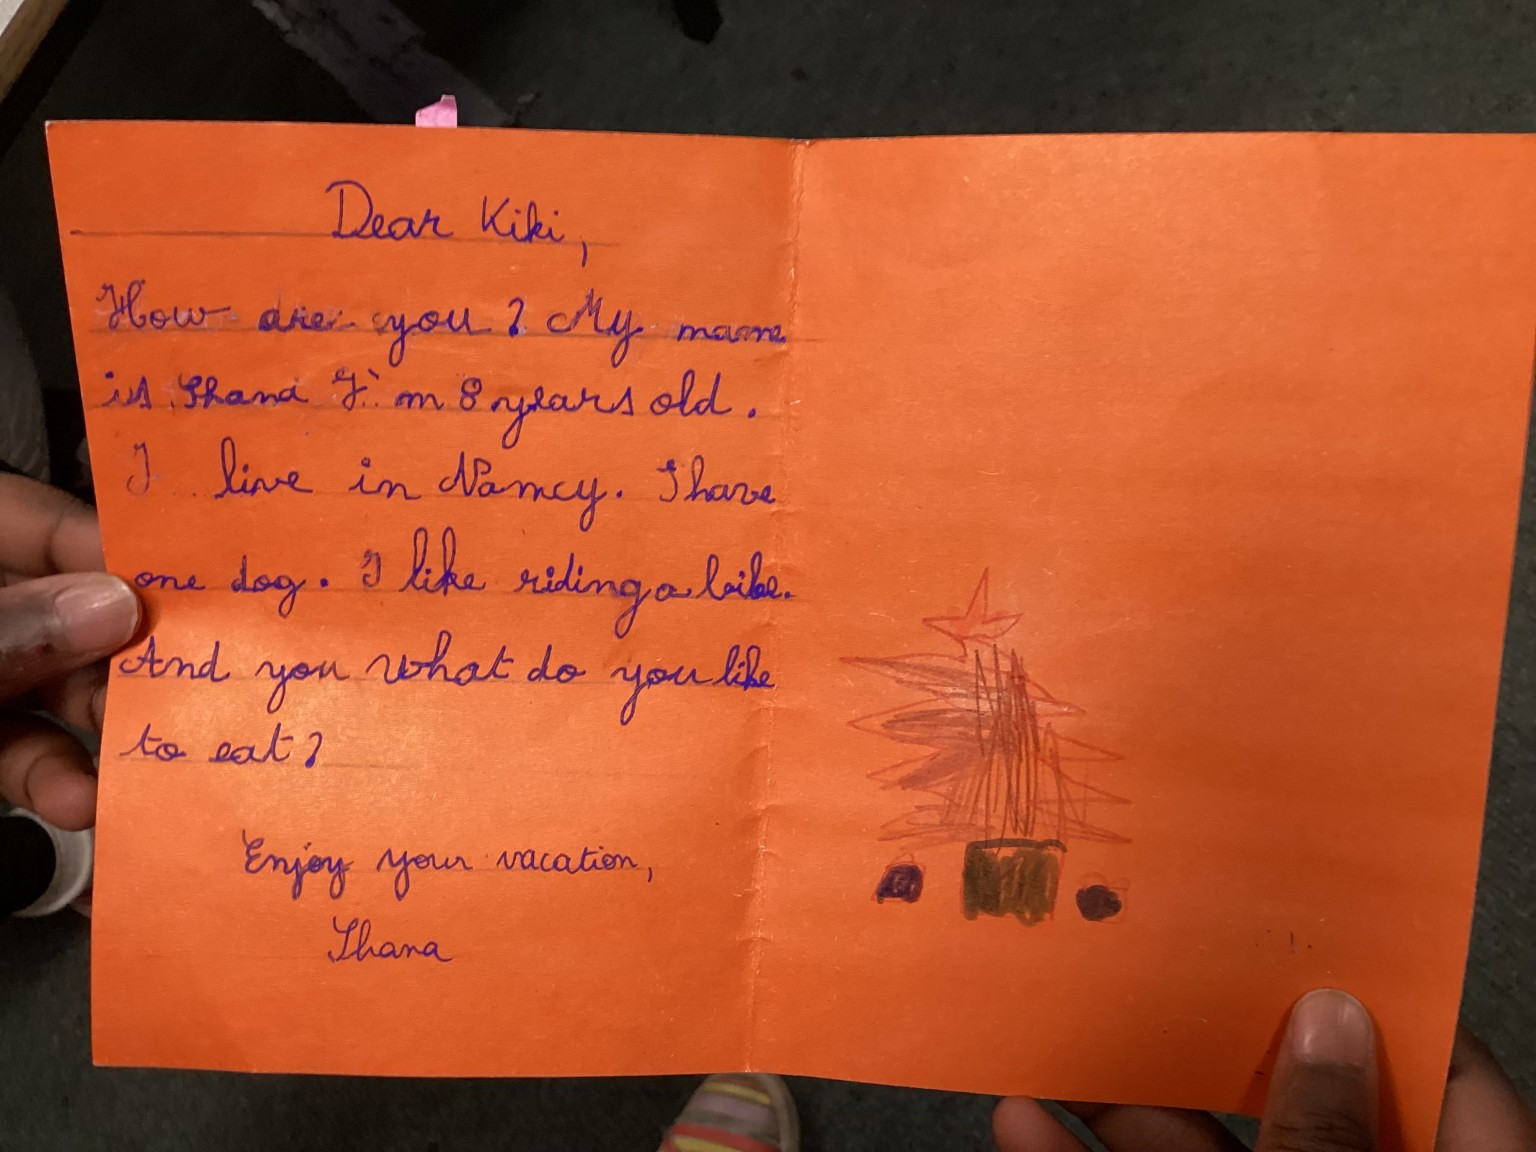 Dear Kiki,
How are you? My name
is Shana I'm 8 years old.
I live in Nancy. I have
one dog. I like riding a bike.
And you what do you like
to eat?
Enjoy your vacation,
Shana